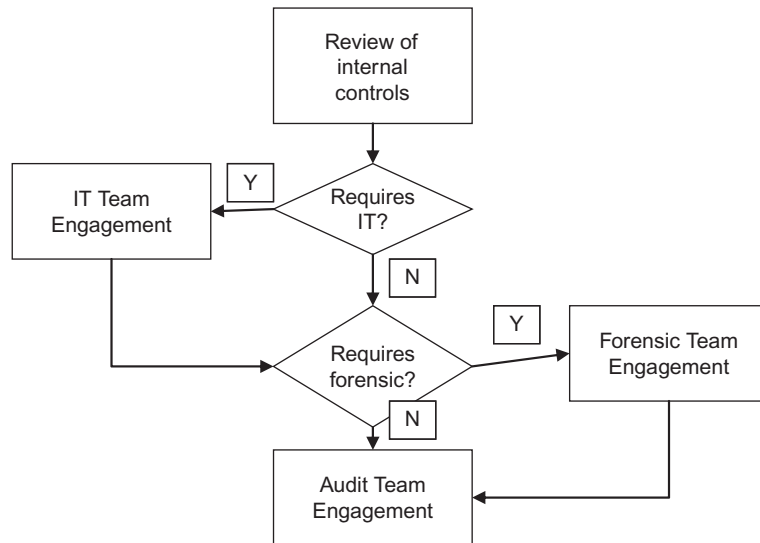 Review of
internal
controls
Y
Requires
IT?
IT Team
Engagement
N
Y
Requires
forensic?
Forensic Team
Engagement
N
Audit Team
Engagement